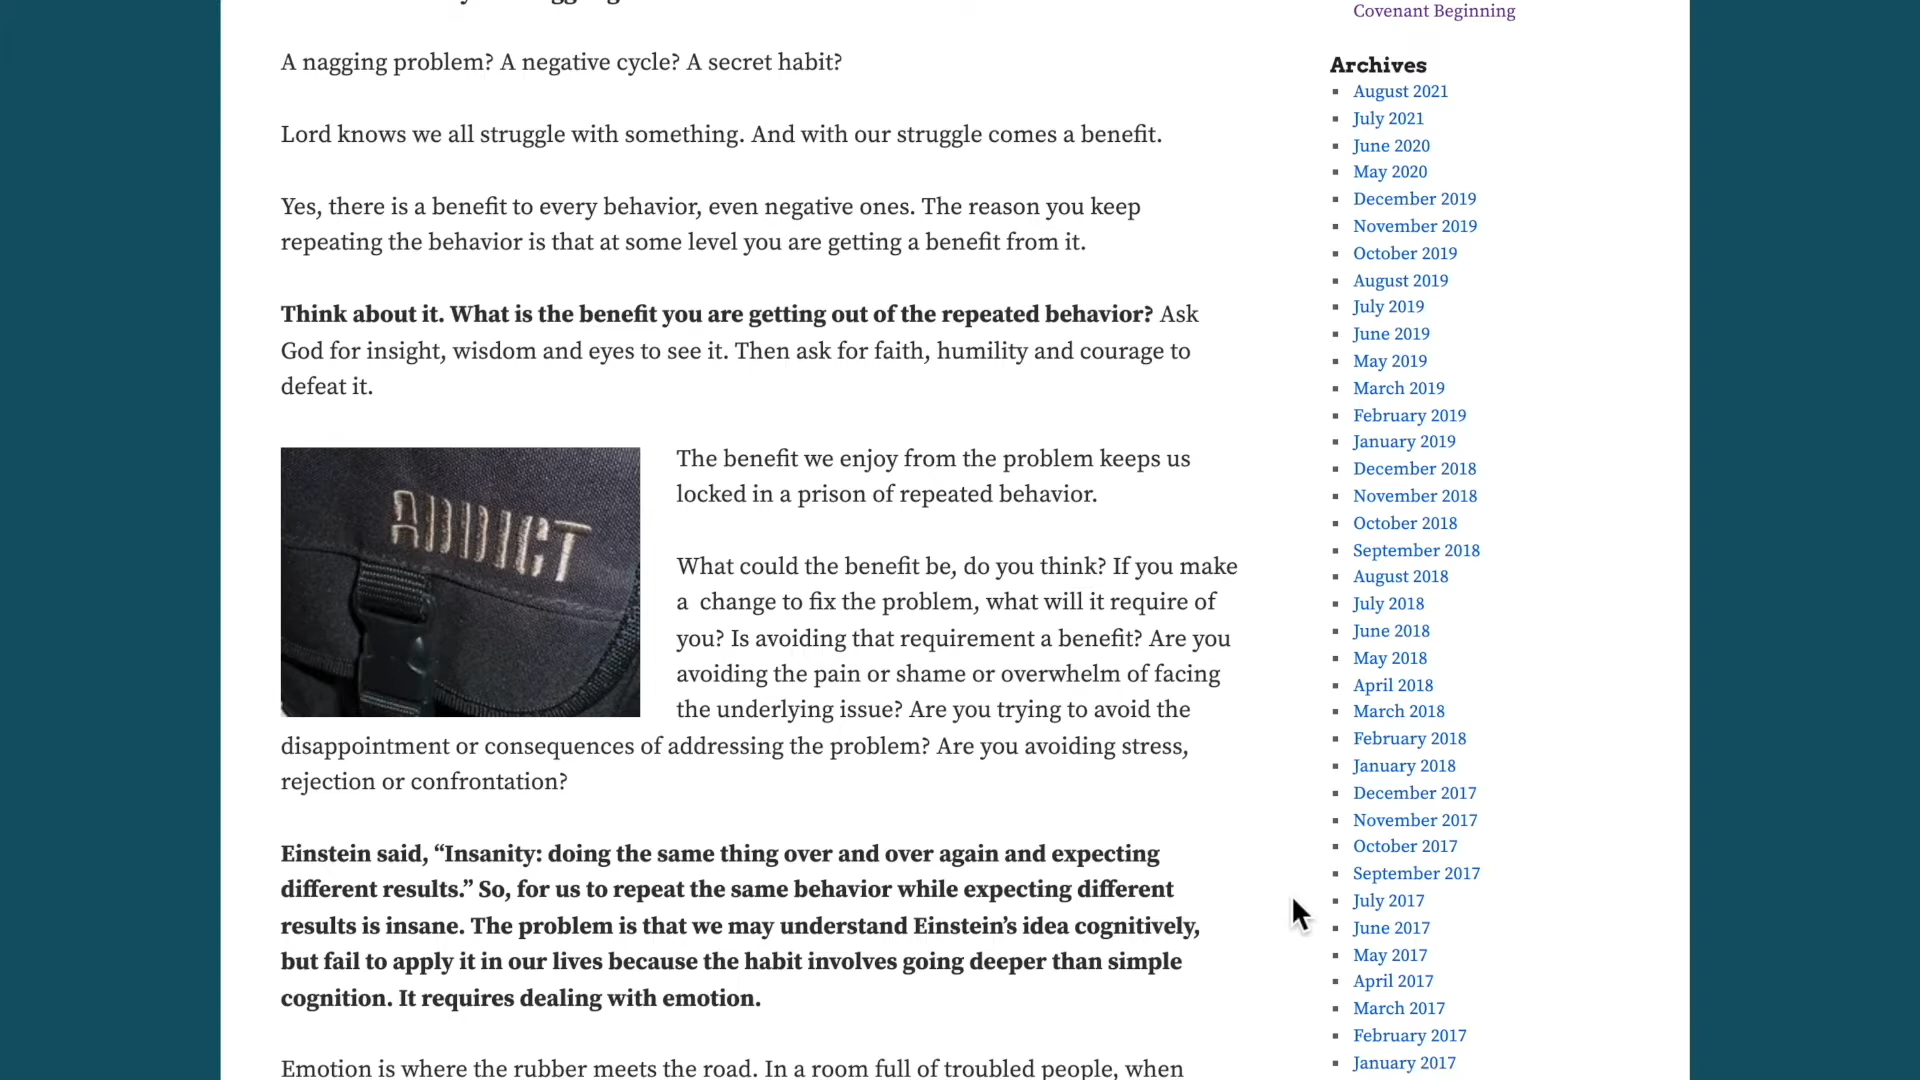 A nagging problem? A negative cycle? A secret habit?
Lord knows we all struggle with something. And with our struggle comes a benefit.
Yes, there is a benefit to every behavior, even negative ones. The reason you keep
repeating the behavior is that at some level you are getting a benefit from it.
Think about it. What is the benefit you are getting out of the repeated behavior? Ask
God for insight, wisdom and eyes to see it. Then ask for faith, humility and courage to
defeat it.
ADDICT
The benefit we enjoy from the problem keeps us
locked in a prison of repeated behavior.
What could the benefit be, do you think? If you make
a  change to fix the problem, what will it require of
you? Is avoiding that requirement a benefit? Are you
avoiding the pain or shame or overwhelm of facing
the underlying issue? Are you trying to avoid the
disappointment or consequences of addressing the problem? Are you avoiding stress,
rejection or confrontation?
Einstein said, “Insanity: doing the same thing over and over again and expecting
different results.” So, for us to repeat the same behavior while expecting different
results is insane. The problem is that we may understand Einstein’s idea cognitively,
but fail to apply it in our lives because the habit involves going deeper than simple
cognition. It requires dealing with emotion.
Emotion is where the rubber meets the road. In a room full of troubled people, when
Covenant Beginning
Archives
August 2021
July 2021
June 2020
May 2020
December 2019
November 2019
October 2019
August 2019
July 2019
June 2019
May 2019
March 2019
February 2019
January 2019
December 2018
November 2018
October 2018
September 2018
August 2018
July 2018
June 2018
May 2018
April 2018
March 2018
February 2018
January 2018
December 2017
November 2017
October 2017
September 2017
July 2017
June 2017
May 2017
April 2017
March 2017
February 2017
January 2017